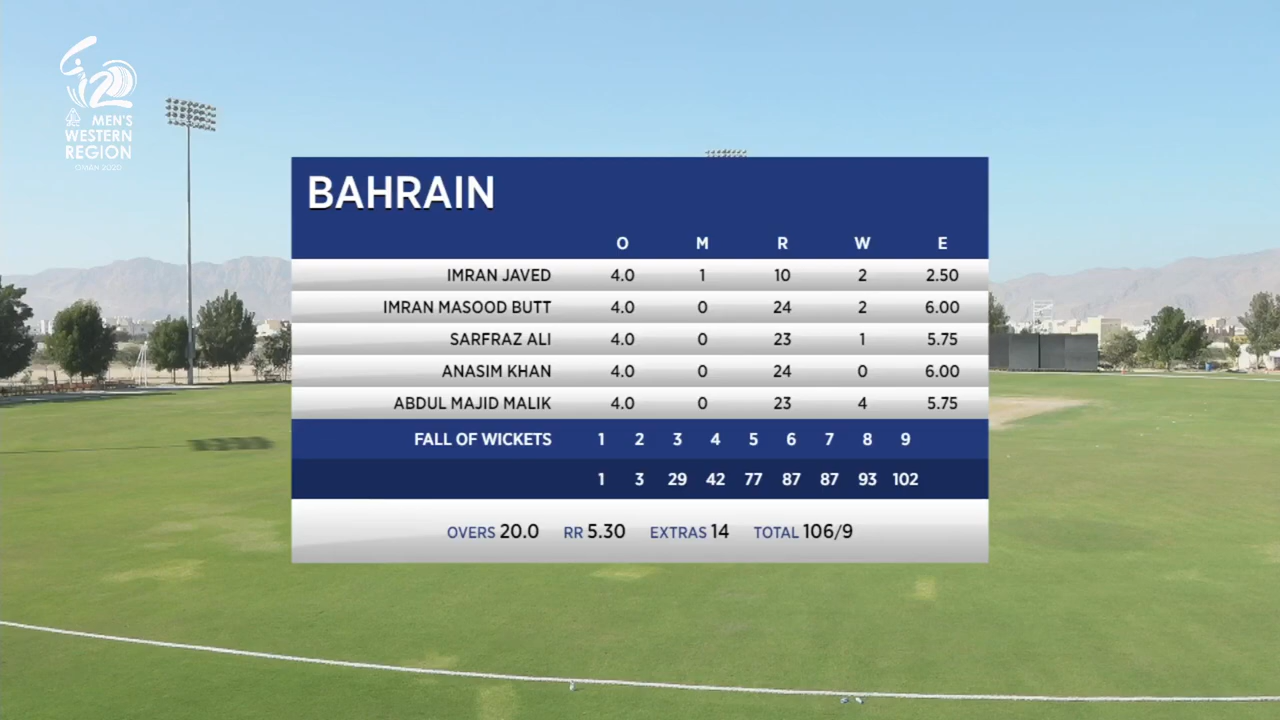 T20
MEN'S
WESTERN
REGION
OMAN 2020
BAHRAIN
O M R W E
IMRAN JAVED 4.0 1 10 2 2.50
IMRAN MASOOD BUTT 4.0 0 24 2 6.00
SARFRAZ ALI 4.0 0 23 1 5.75
ANASIM KHAN 4.0 0 24 0 6.00
ABDUL MAJID MALIK 4.0 0 23 4 5.75
FALL OF WICKETS 1 2 3 4 5 6 7 8 9
1 3 29 42 77 87 87 93 102
OVERS 20.0 RR 5.30 EXTRAS 14 TOTAL 106/9